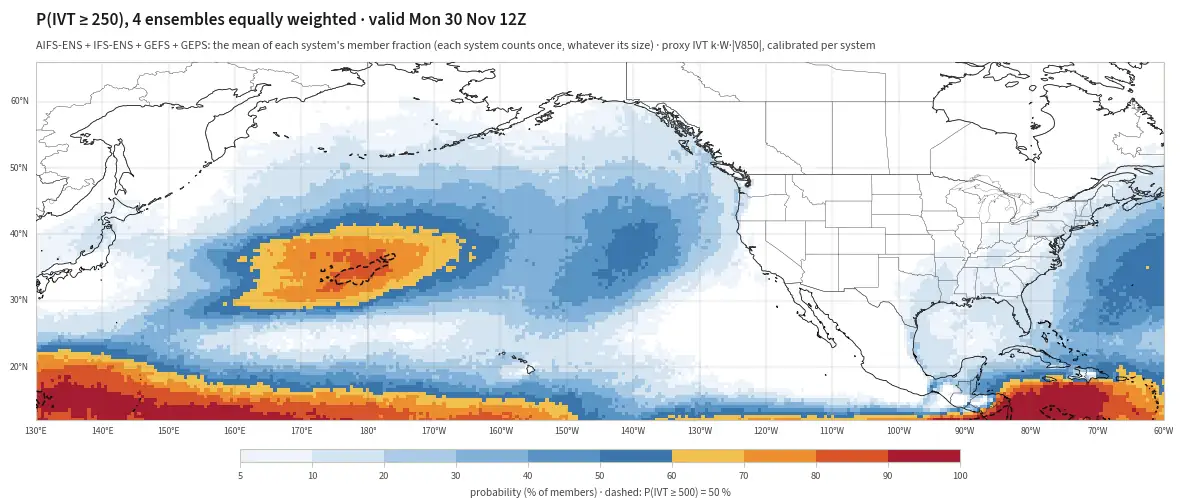 P(IVT ≥ 250), 4 ensembles equally weighted · valid Mon 30 Nov 12Z
AIFS-ENS + IFS-ENS + GEFS + GEPS: the mean of each system's member fraction (each system counts once, whatever its size) · proxy IVT k·W·|V850|, calibrated per system
60°N
50°N
40°N
30°N
20°N
130°E 140°E 150°E 160°E 170°E 180° 170°W 160°W 150°W 140°W 130°W 120°W 110°W 100°W 90°W 80°W 70°W 60°W
5 10 20 30 40 50 60 70 80 90 100
probability (% of members) · dashed: P(IVT ≥ 500) = 50 %